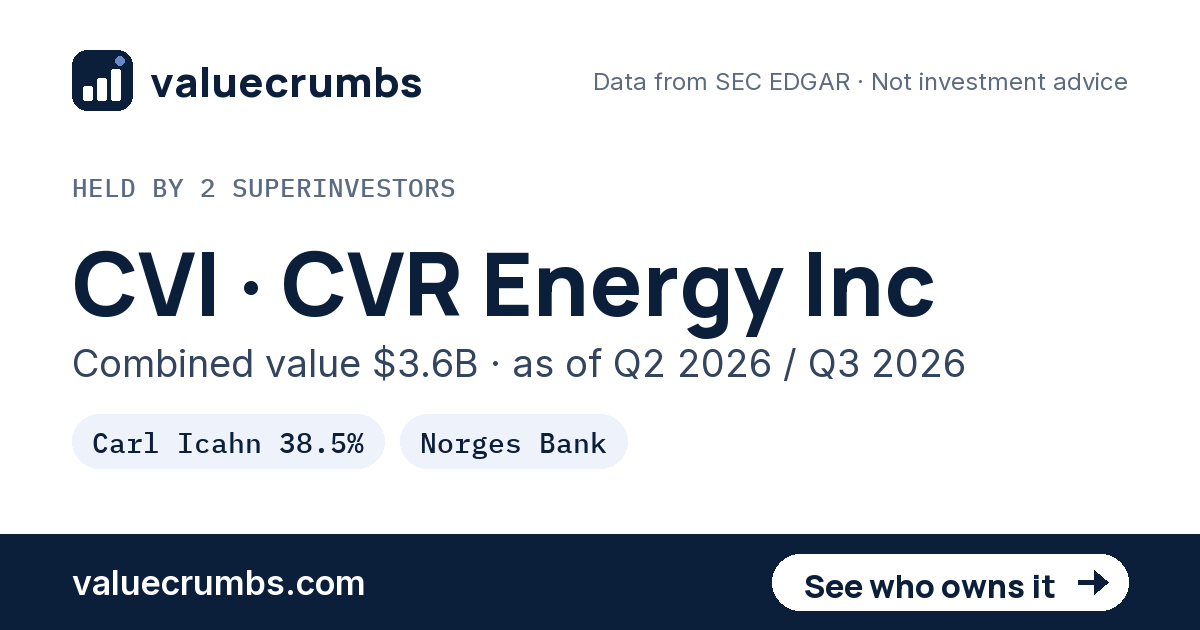 valuecrumbs
Data from SEC EDGAR · Not investment advice
HELD BY 2 SUPERINVESTORS
CVI · CVR Energy Inc
Combined value $3.6B · as of Q2 2026 / Q3 2026
Carl Icahn 38.5%
Norges Bank
valuecrumbs.com
See who owns it →